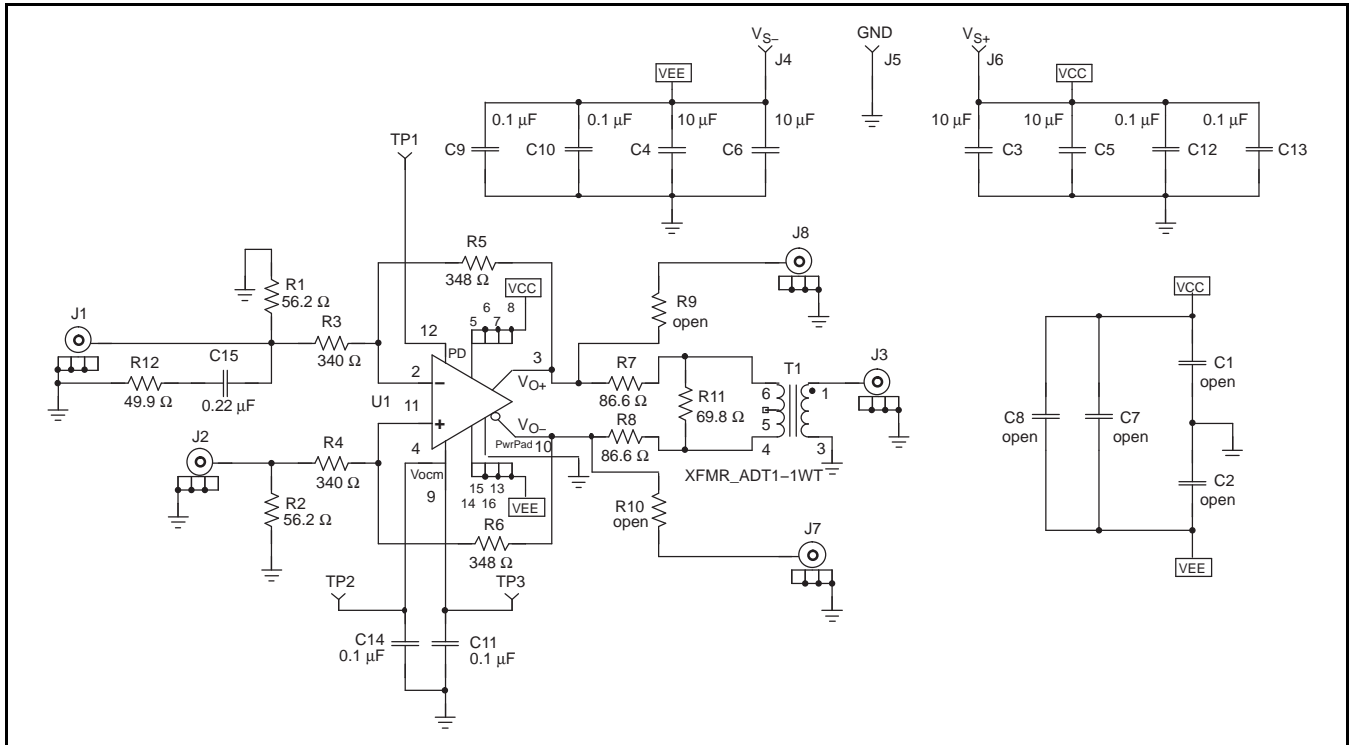 VS– GND VS+
J4 J5 J6
VEE VCC
0.1 µF 0.1 µF 10 µF 10 µF 10 µF 10 µF 0.1 µF 0.1 µF
TP1
C9 C10 C4 C6 C3 C5 C12 C13
J8
R5
348 Ω
VCC
6 8
5 7
R1
56.2 Ω
R9
open
J1
R3
340 Ω
12
PD
3
R12
49.9 Ω
C15
0.22 µF
2
–
U1
11
+
VO+
R7
86.6 Ω
R11
69.8 Ω
T1
6
5
4
1
3
J3
VO–
R8
86.6 Ω
XFMR_ADT1–1WT
J2
R4
340 Ω
4
Vocm
9
PwrPad 10
15 13
14 16
VEE
R2
56.2 Ω
R6
348 Ω
R10
open
J7
TP2 TP3
C14
0.1 µF
C11
0.1 µF
VCC
C1
open
C8
open
C7
open
C2
open
VEE